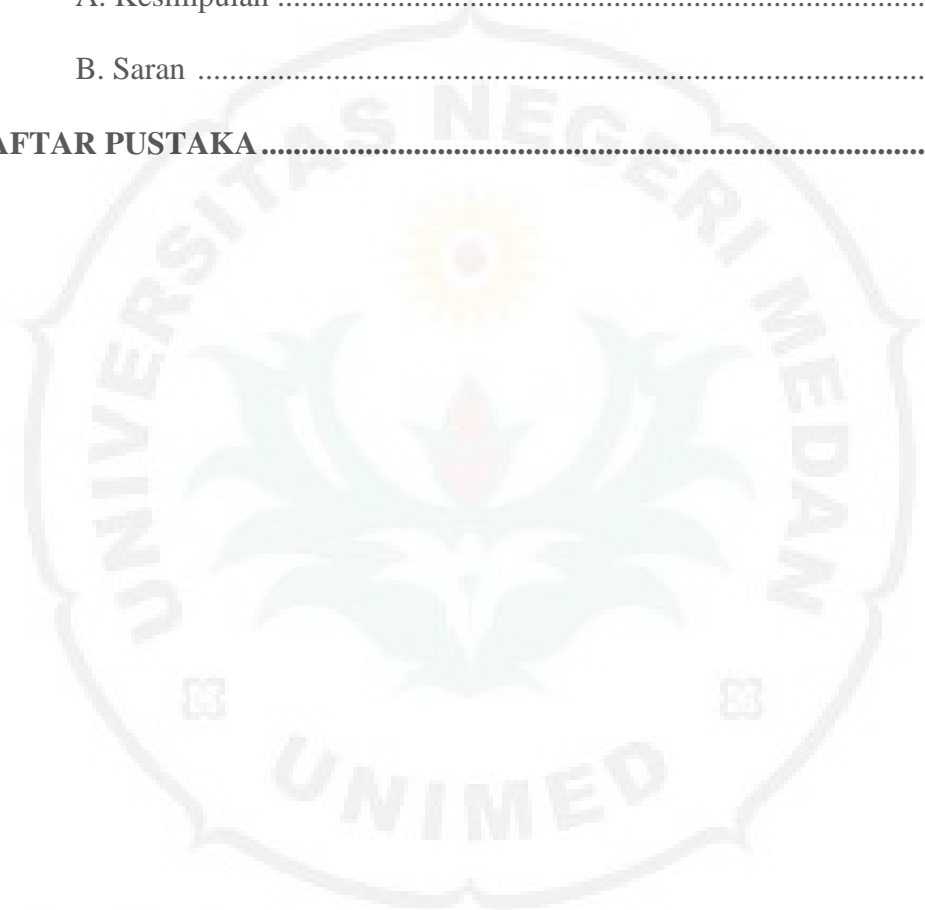 A. Kesimpulan ....................................................................................
B. Saran ...............................................................................................
AFTAR PUSTAKA ....................................................................................
UNIVERSITAS NEGERI MEDAN
UNIMED